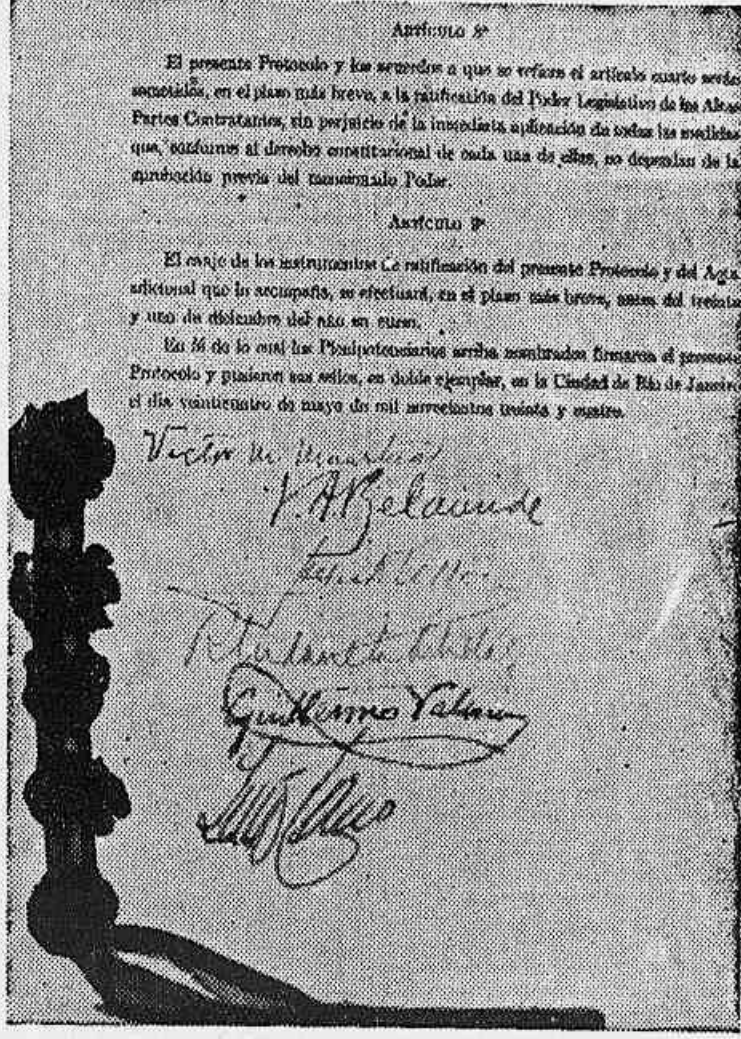 ARTÍCULO 8º
El presente Protocolo y los acuerdos a que se refiere el artículo cuarto serán
sometidos, en el plazo más breve, a la ratificación del Poder Legislativo de las Altas
Partes Contratantes, sin perjuicio de la inmediata aplicación de todas las medidas
que, conforme al derecho constitucional de cada una de ellas, no dependan de la
aprobación previa del mencionado Poder.
ARTÍCULO 9º
El canje de los instrumentos de ratificación del presente Protocolo y del Acta
adicional que lo acompaña, se efectuará, en el plazo más breve, antes del treinta
y uno de diciembre del año en curso.
En fé de lo cual los Plenipotenciarios arriba nombrados firmaron el presente
Protocolo y pusieron sus sellos, en doble ejemplar, en la Ciudad de Río de Janeiro
el día veinticuatro de mayo de mil novecientos treinta y cuatro.
Victor M. Maurtua
V. A. Belaunde
Guillermo Valencia